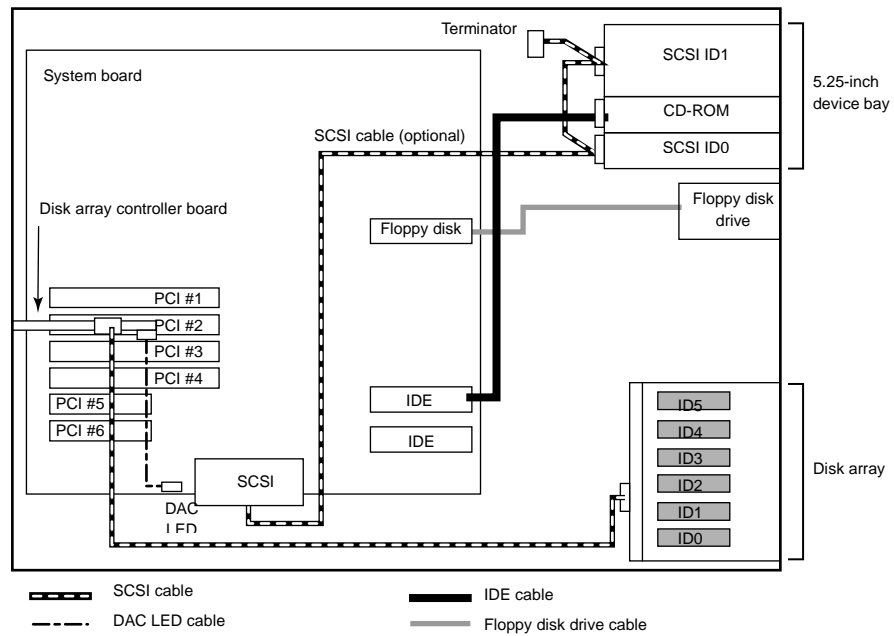 Terminator
SCSI ID1
System board
5.25-inch
device bay
CD-ROM
SCSI cable (optional)
SCSI ID0
Disk array controller board
Floppy disk
Floppy disk
drive
PCI #1
PCI #2
PCI #3
PCI #4
PCI #5
PCI #6
IDE
IDE
ID5
ID4
ID3
ID2
ID1
ID0
Disk array
SCSI
DAC
LED
SCSI cable
IDE cable
DAC LED cable
Floppy disk drive cable